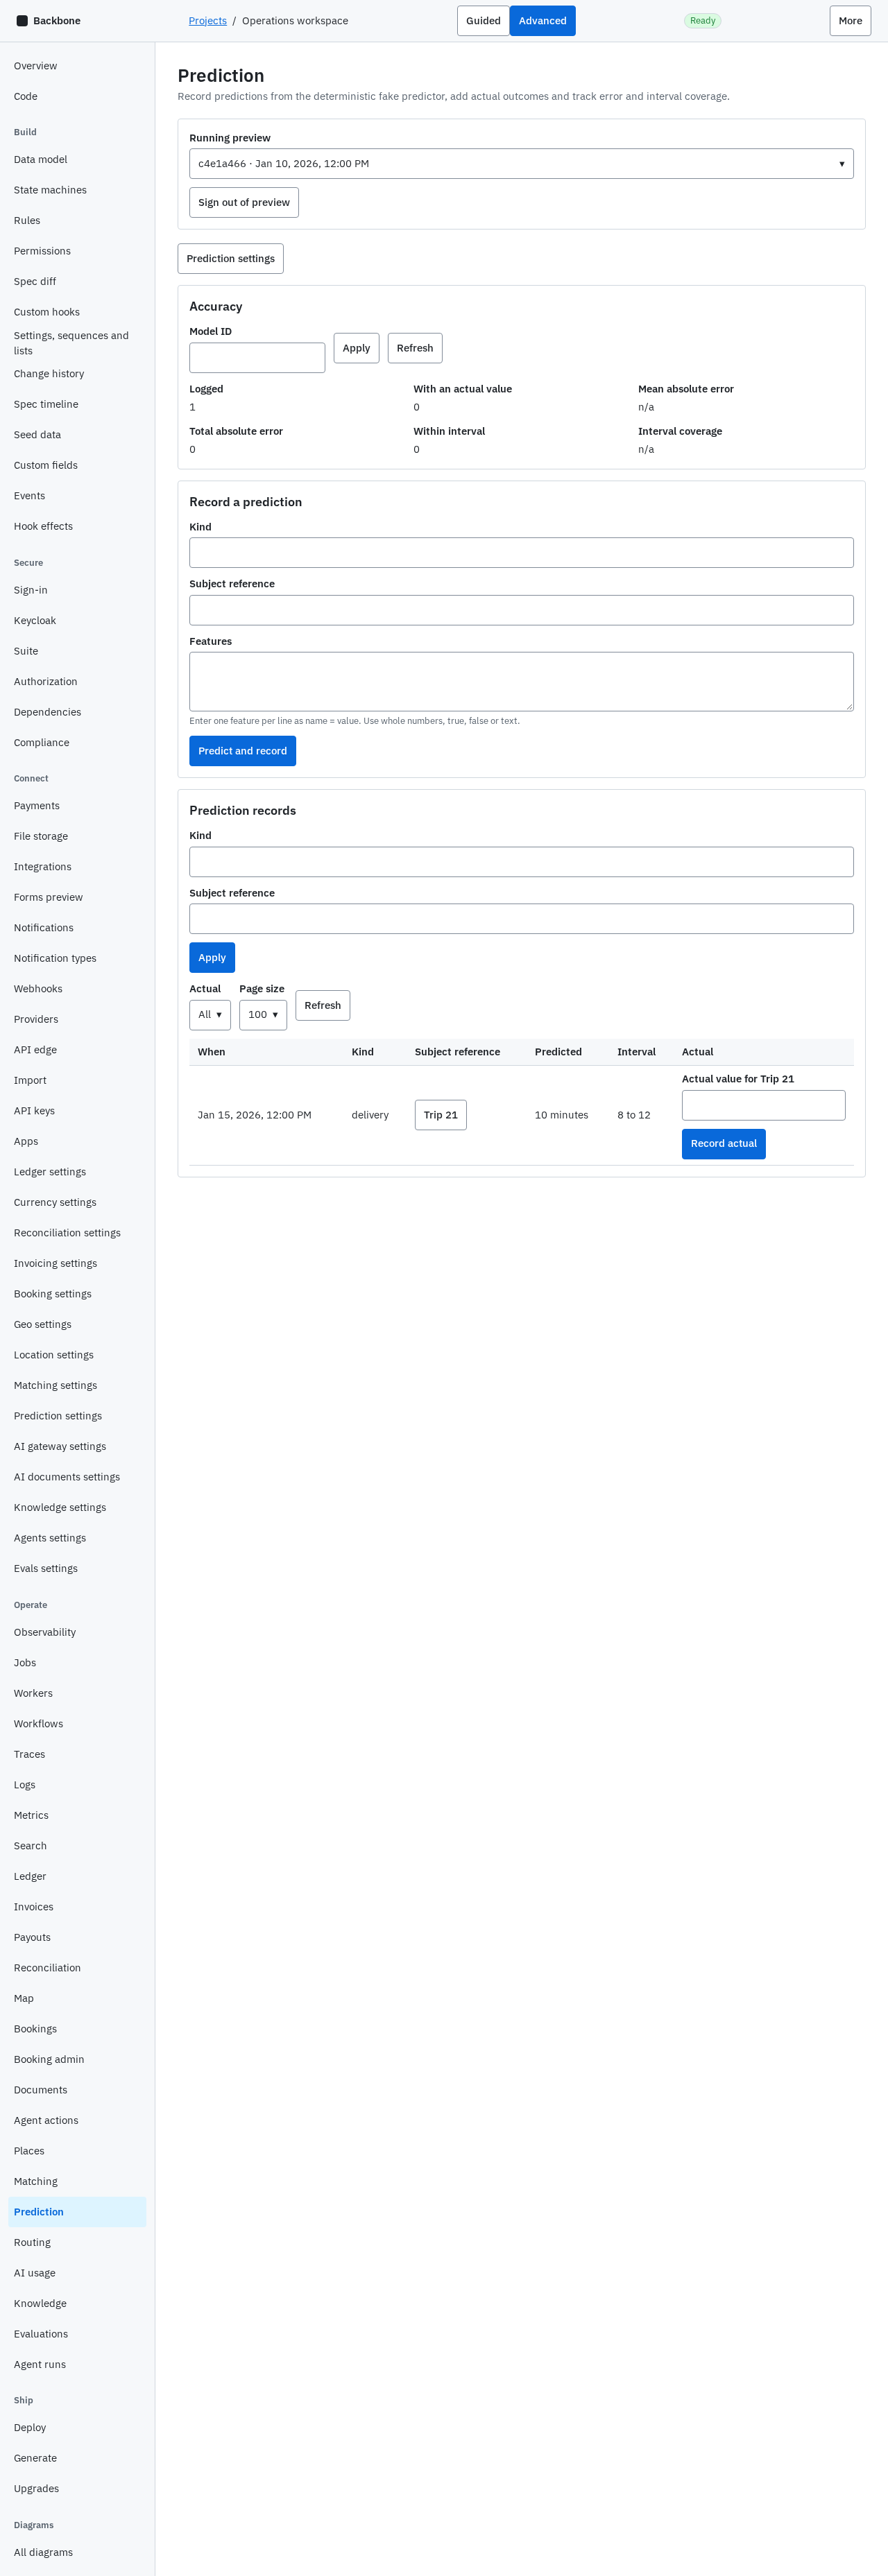 Backbone
Projects / Operations workspace
Guided
Advanced
Ready
More
Overview
Code
Build
Data model
State machines
Rules
Permissions
Spec diff
Custom hooks
Settings, sequences and
lists
Change history
Spec timeline
Seed data
Custom fields
Events
Hook effects
Secure
Sign-in
Keycloak
Suite
Authorization
Dependencies
Compliance
Connect
Payments
File storage
Integrations
Forms preview
Notifications
Notification types
Webhooks
Providers
API edge
Import
API keys
Apps
Ledger settings
Currency settings
Reconciliation settings
Invoicing settings
Booking settings
Geo settings
Location settings
Matching settings
Prediction settings
AI gateway settings
AI documents settings
Knowledge settings
Agents settings
Evals settings
Operate
Observability
Jobs
Workers
Workflows
Traces
Logs
Metrics
Search
Ledger
Invoices
Payouts
Reconciliation
Map
Bookings
Booking admin
Documents
Agent actions
Places
Matching
Prediction
Routing
AI usage
Knowledge
Evaluations
Agent runs
Ship
Deploy
Generate
Upgrades
Diagrams
All diagrams
Prediction
Record predictions from the deterministic fake predictor, add actual outcomes and track error and interval coverage.
Running preview
c4e1a466 · Jan 10, 2026, 12:00 PM ▾
Sign out of preview
Prediction settings
Accuracy
Model ID
Apply
Refresh
Logged
1
With an actual value
0
Mean absolute error
n/a
Total absolute error
0
Within interval
0
Interval coverage
n/a
Record a prediction
Kind
Subject reference
Features
Enter one feature per line as name = value. Use whole numbers, true, false or text.
Predict and record
Prediction records
Kind
Subject reference
Apply
Actual
All ▾
Page size
100 ▾
Refresh
When Kind Subject reference Predicted Interval Actual
Jan 15, 2026, 12:00 PM delivery Trip 21 10 minutes 8 to 12
Actual value for Trip 21
Record actual